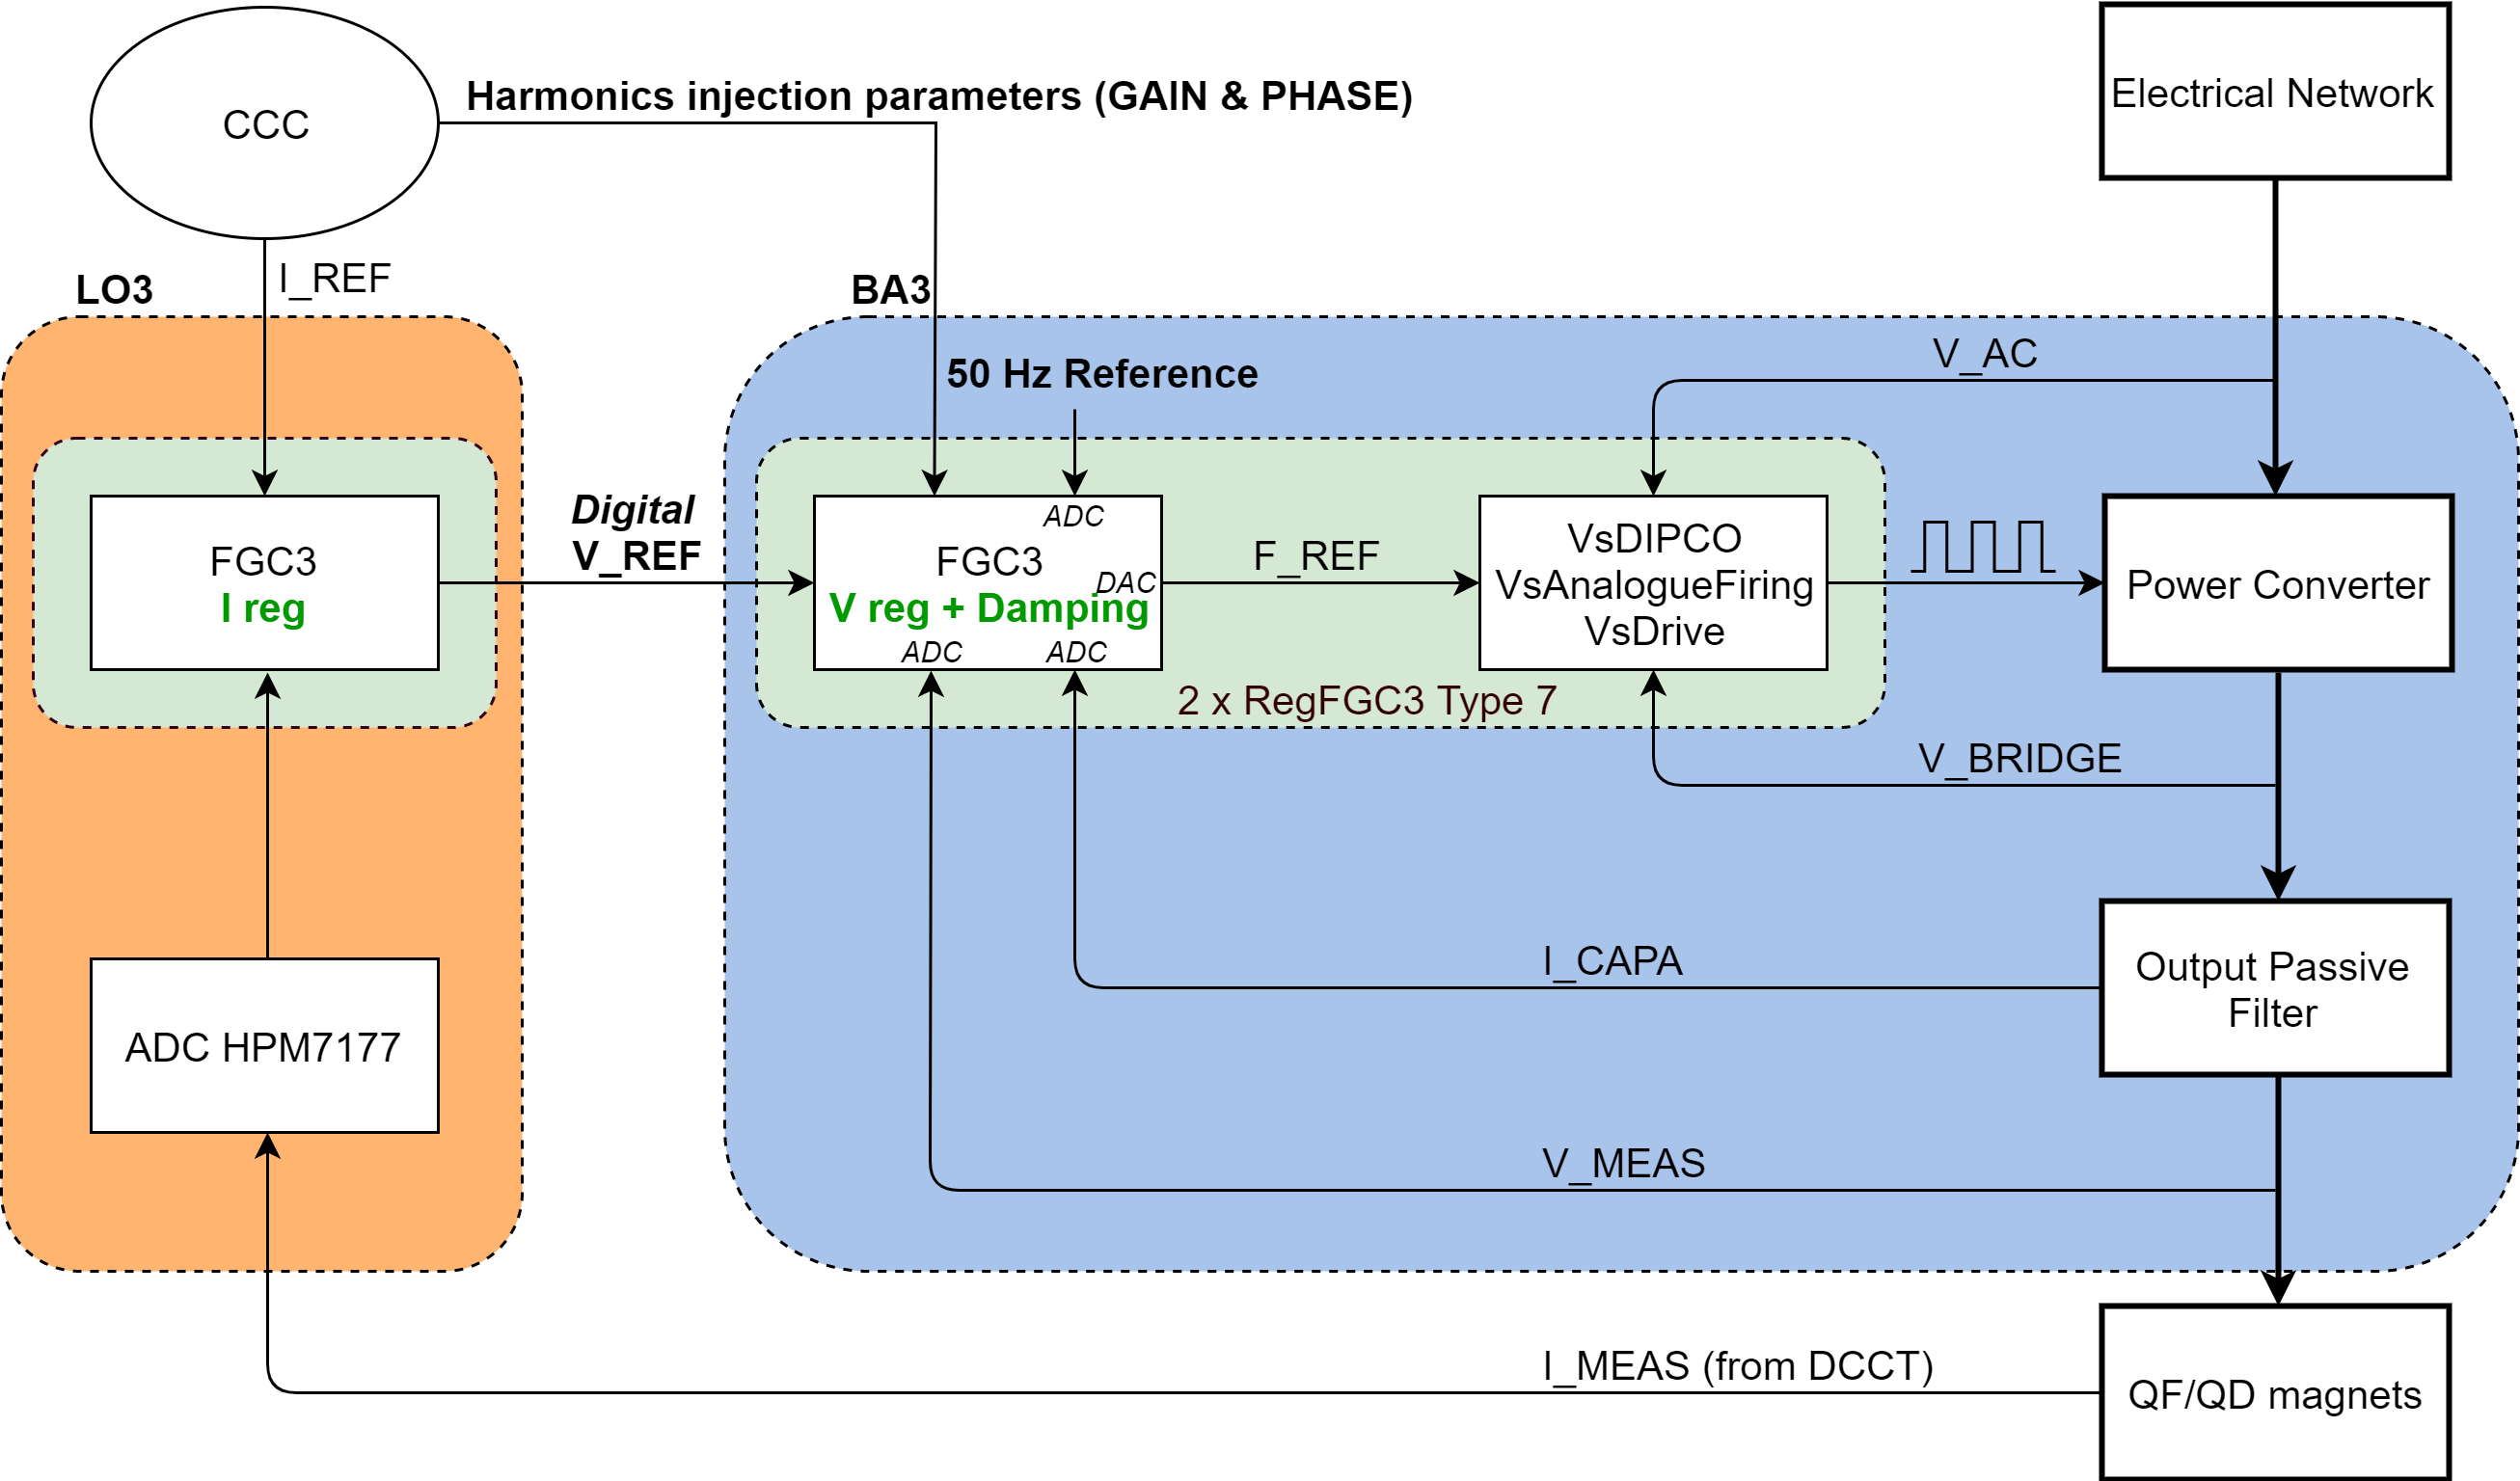 CCC
Harmonics injection parameters (GAIN & PHASE)
Electrical Network
I_REF
LO3
BA3
50 Hz Reference
V_AC
Digital
V_REF
FGC3
I reg
ADC
FGC3
DAC
V reg + Damping
ADC
ADC
F_REF
VsDIPCO
VsAnalogueFiring
VsDrive
Power Converter
2 x RegFGC3 Type 7
V_BRIDGE
I_CAPA
Output Passive
Filter
ADC HPM7177
V_MEAS
I_MEAS (from DCCT)
QF/QD magnets